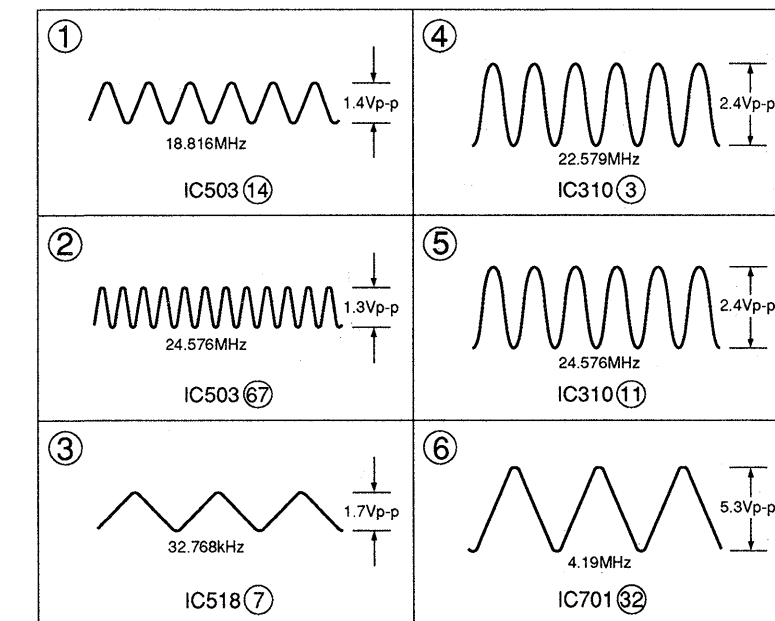 ①
1.4Vp-p
18.816MHz
IC503 ⑭
②
1.3Vp-p
24.576MHz
IC503 67
③
1.7Vp-p
32.768kHz
IC518 ⑦
④
2.4Vp-p
22.579MHz
IC310 ③
⑤
2.4Vp-p
24.576MHz
IC310 ⑪
⑥
5.3Vp-p
4.19MHz
IC701 ㉜